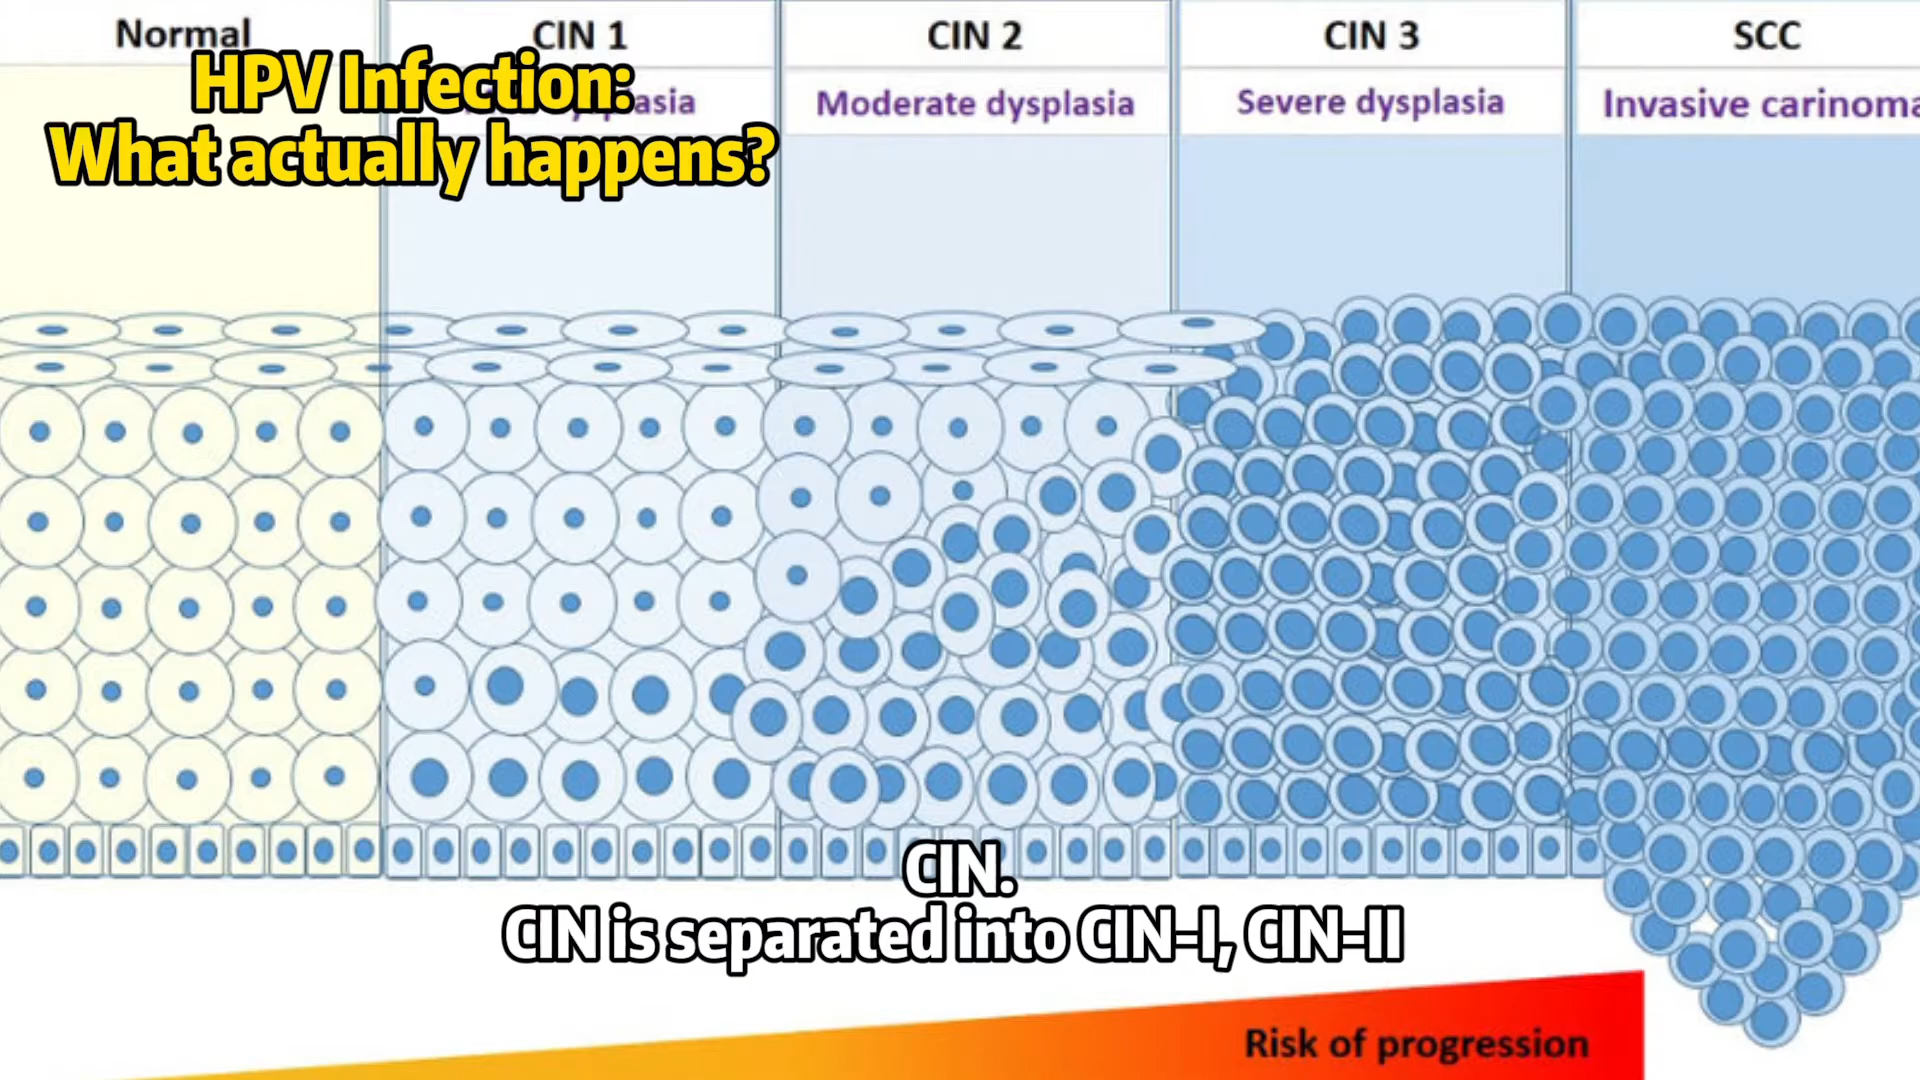 Normal
CIN 1
CIN 2
CIN 3
SCC
HPV Infection:
What actually happens?
Moderate dysplasia
Severe dysplasia
Invasive carinoma
CIN.
CIN is separated into CIN-I, CIN-II
Risk of progression